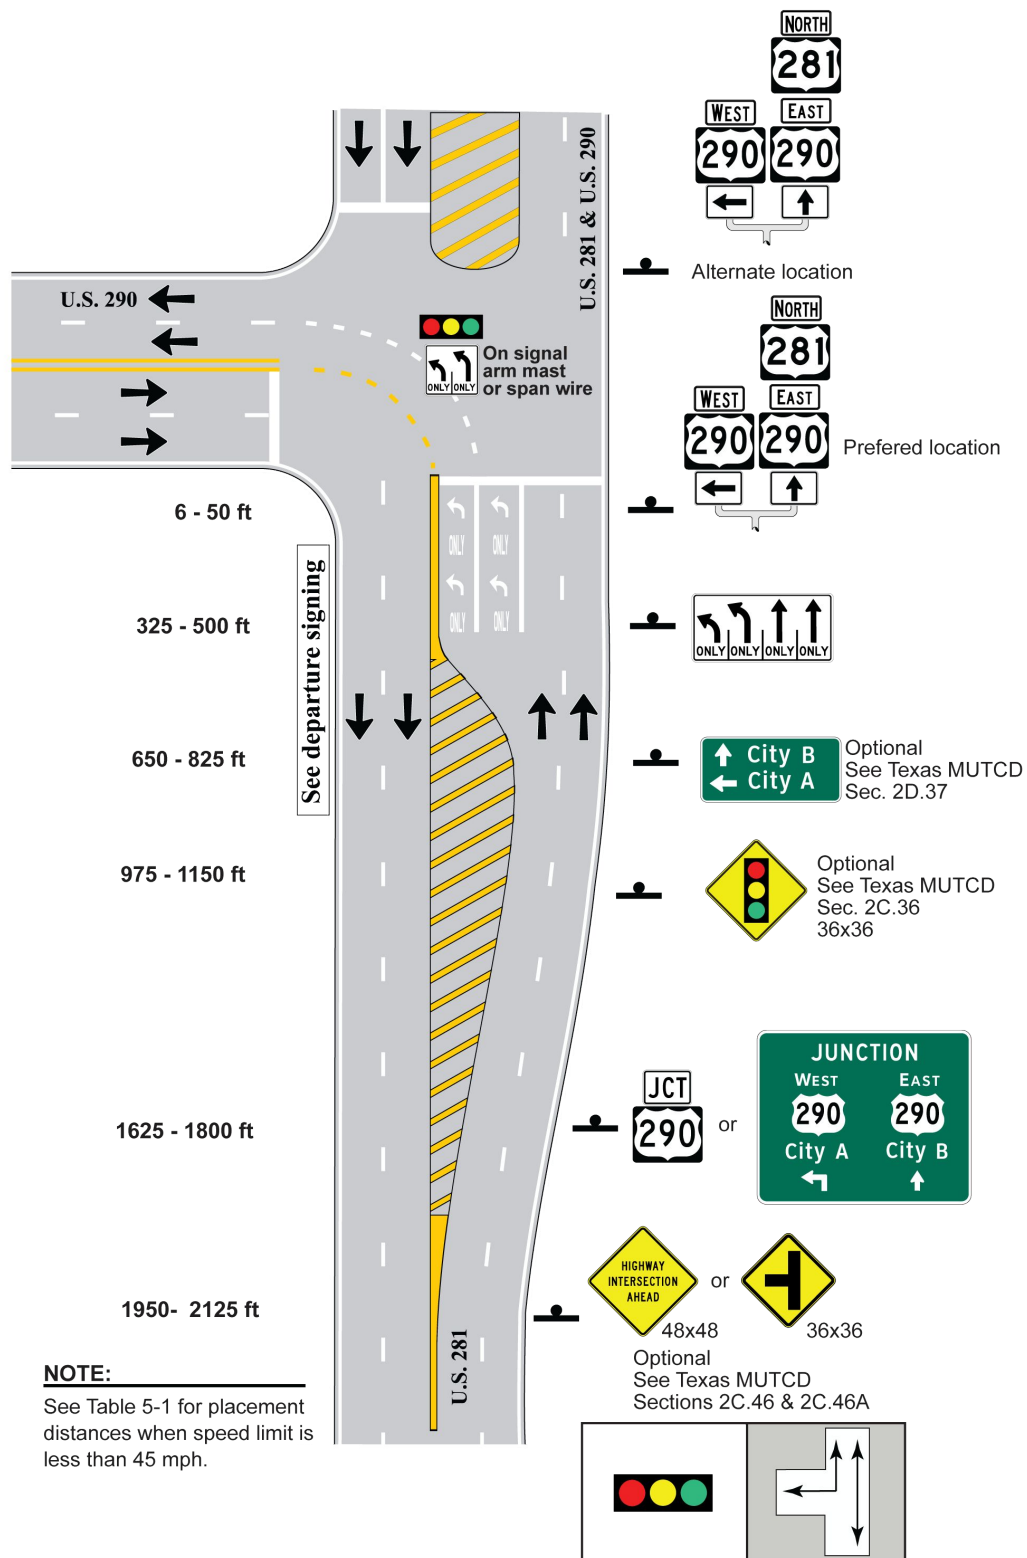 NORTH
281
WEST
EAST
290
290
U.S. 281 & U.S. 290
Alternate location
U.S. 290
On signal
arm mast
or span wire
ONLY ONLY
NORTH
281
WEST
EAST
290
290
Prefered location
6 - 50 ft
ONLY
ONLY
ONLY
ONLY
See departure signing
325 - 500 ft
ONLY ONLY ONLY ONLY
650 - 825 ft
City B
City A
Optional
See Texas MUTCD
Sec. 2D.37
975 - 1150 ft
Optional
See Texas MUTCD
Sec. 2C.36
36x36
1625 - 1800 ft
JCT
290
or
JUNCTION
WEST
EAST
290
290
City A
City B
1950- 2125 ft
HIGHWAY
INTERSECTION
AHEAD
or
48x48
36x36
Optional
See Texas MUTCD
Sections 2C.46 & 2C.46A
U.S. 281
NOTE:
See Table 5-1 for placement
distances when speed limit is
less than 45 mph.